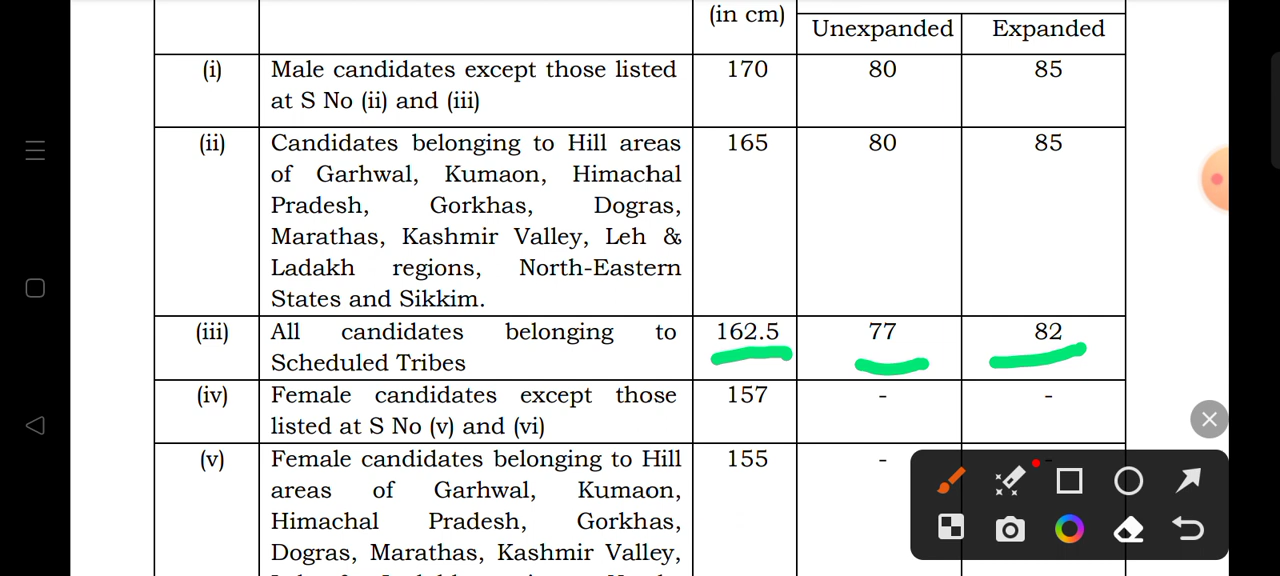 (in cm)
Unexpanded Expanded
(i) Male candidates except those listed 170 80 85
at S No (ii) and (iii)
(ii) Candidates belonging to Hill areas 165 80 85
of Garhwal, Kumaon, Himachal
Pradesh, Gorkhas, Dogras,
Marathas, Kashmir Valley, Leh &
Ladakh regions, North-Eastern
States and Sikkim.
(iii) All candidates belonging to 162.5 77 82
Scheduled Tribes
(iv) Female candidates except those 157 - -
listed at S No (v) and (vi)
(v) Female candidates belonging to Hill 155 - -
areas of Garhwal, Kumaon,
Himachal Pradesh, Gorkhas,
Dogras, Marathas, Kashmir Valley,